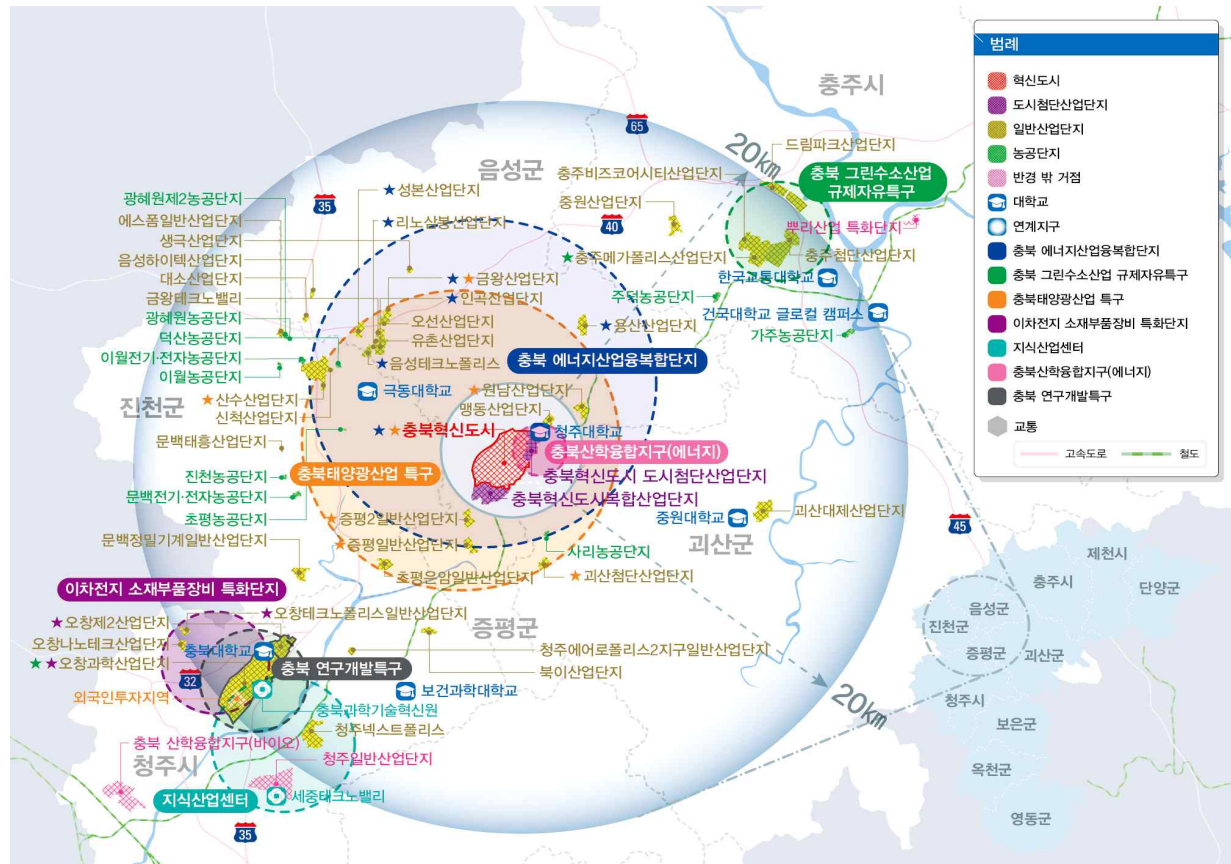 충주시
음성군
진천군
괴산군
증평군
청주시
65
35
40
45
32
35
20km
20km
드림파크산업단지
충주비즈코어시티산업단지
충북 그린수소산업
규제자유특구
뿌리산업 특화단지
중원산업단지
★충주메가폴리스산업단지
충주첨단산업단지
한국교통대학교
주덕농공단지
건국대학교 글로컬 캠퍼스
가주농공단지
★성본산업단지
★리노삼봉산업단지
광혜원제2농공단지
에스폼일반산업단지
생극산업단지
음성하이텍산업단지
대소산업단지
금왕테크노밸리
광혜원농공단지
덕산농공단지
이월전기·전자농공단지
이월농공단지
★산수산업단지
신척산업단지
★★금왕산업단지
★인곡산업단지
오선산업단지
유촌산업단지
★음성테크노폴리스
★용산산업단지
충북 에너지산업융복합단지
극동대학교
★원남산업단지
맹동산업단지
★★충북혁신도시
청주대학교
충북산학융합지구(에너지)
충북혁신도시 도시첨단산업단지
충북혁신도시복합산업단지
문백태흥산업단지
진천농공단지
문백전기·전자농공단지
초평농공단지
문백정밀기계일반산업단지
충북태양광산업 특구
★증평2일반산업단지
★증평일반산업단지
초평은암일반산업단지
사리농공단지
★괴산첨단산업단지
중원대학교
괴산대제산업단지
이차전지 소재부품장비 특화단지
★오창테크노폴리스일반산업단지
★오창제2산업단지
오창나노테크산업단지
★★오창과학산업단지
충북대학교
충북 연구개발특구
외국인투자지역
충북과학기술혁신원
청주에어로폴리스2지구일반산업단지
북이산업단지
보건과학대학교
청주넥스트폴리스
충북 산학융합지구(바이오)
청주일반산업단지
지식산업센터
세중테크노밸리
범례
혁신도시
도시첨단산업단지
일반산업단지
농공단지
반경 밖 거점
대학교
연계지구
충북 에너지산업융복합단지
충북 그린수소산업 규제자유특구
충북태양광산업 특구
이차전지 소재부품장비 특화단지
지식산업센터
충북산학융합지구(에너지)
충북 연구개발특구
교통
고속도로
철도
제천시
충주시
단양군
음성군
진천군
증평군
괴산군
청주시
보은군
옥천군
영동군